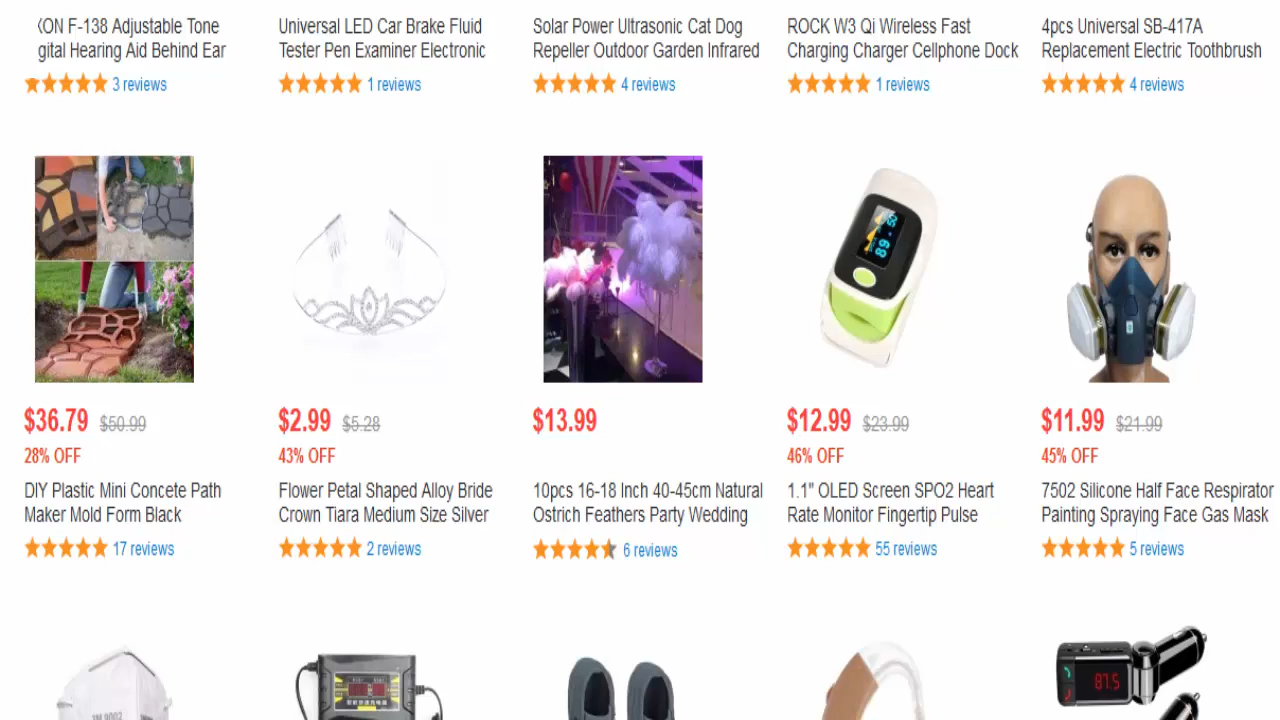 XON F-138 Adjustable Tone
gital Hearing Aid Behind Ear
3 reviews
Universal LED Car Brake Fluid
Tester Pen Examiner Electronic
1 reviews
Solar Power Ultrasonic Cat Dog
Repeller Outdoor Garden Infrared
4 reviews
ROCK W3 Qi Wireless Fast
Charging Charger Cellphone Dock
1 reviews
4pcs Universal SB-417A
Replacement Electric Toothbrush
4 reviews
$36.79 $50.99
28% OFF
DIY Plastic Mini Concete Path
Maker Mold Form Black
17 reviews
$2.99 $5.28
43% OFF
Flower Petal Shaped Alloy Bride
Crown Tiara Medium Size Silver
2 reviews
$13.99
10pcs 16-18 Inch 40-45cm Natural
Ostrich Feathers Party Wedding
6 reviews
$12.99 $23.99
46% OFF
1.1" OLED Screen SPO2 Heart
Rate Monitor Fingertip Pulse
55 reviews
$11.99 $21.99
45% OFF
7502 Silicone Half Face Respirator
Painting Spraying Face Gas Mask
5 reviews
9002
87.5